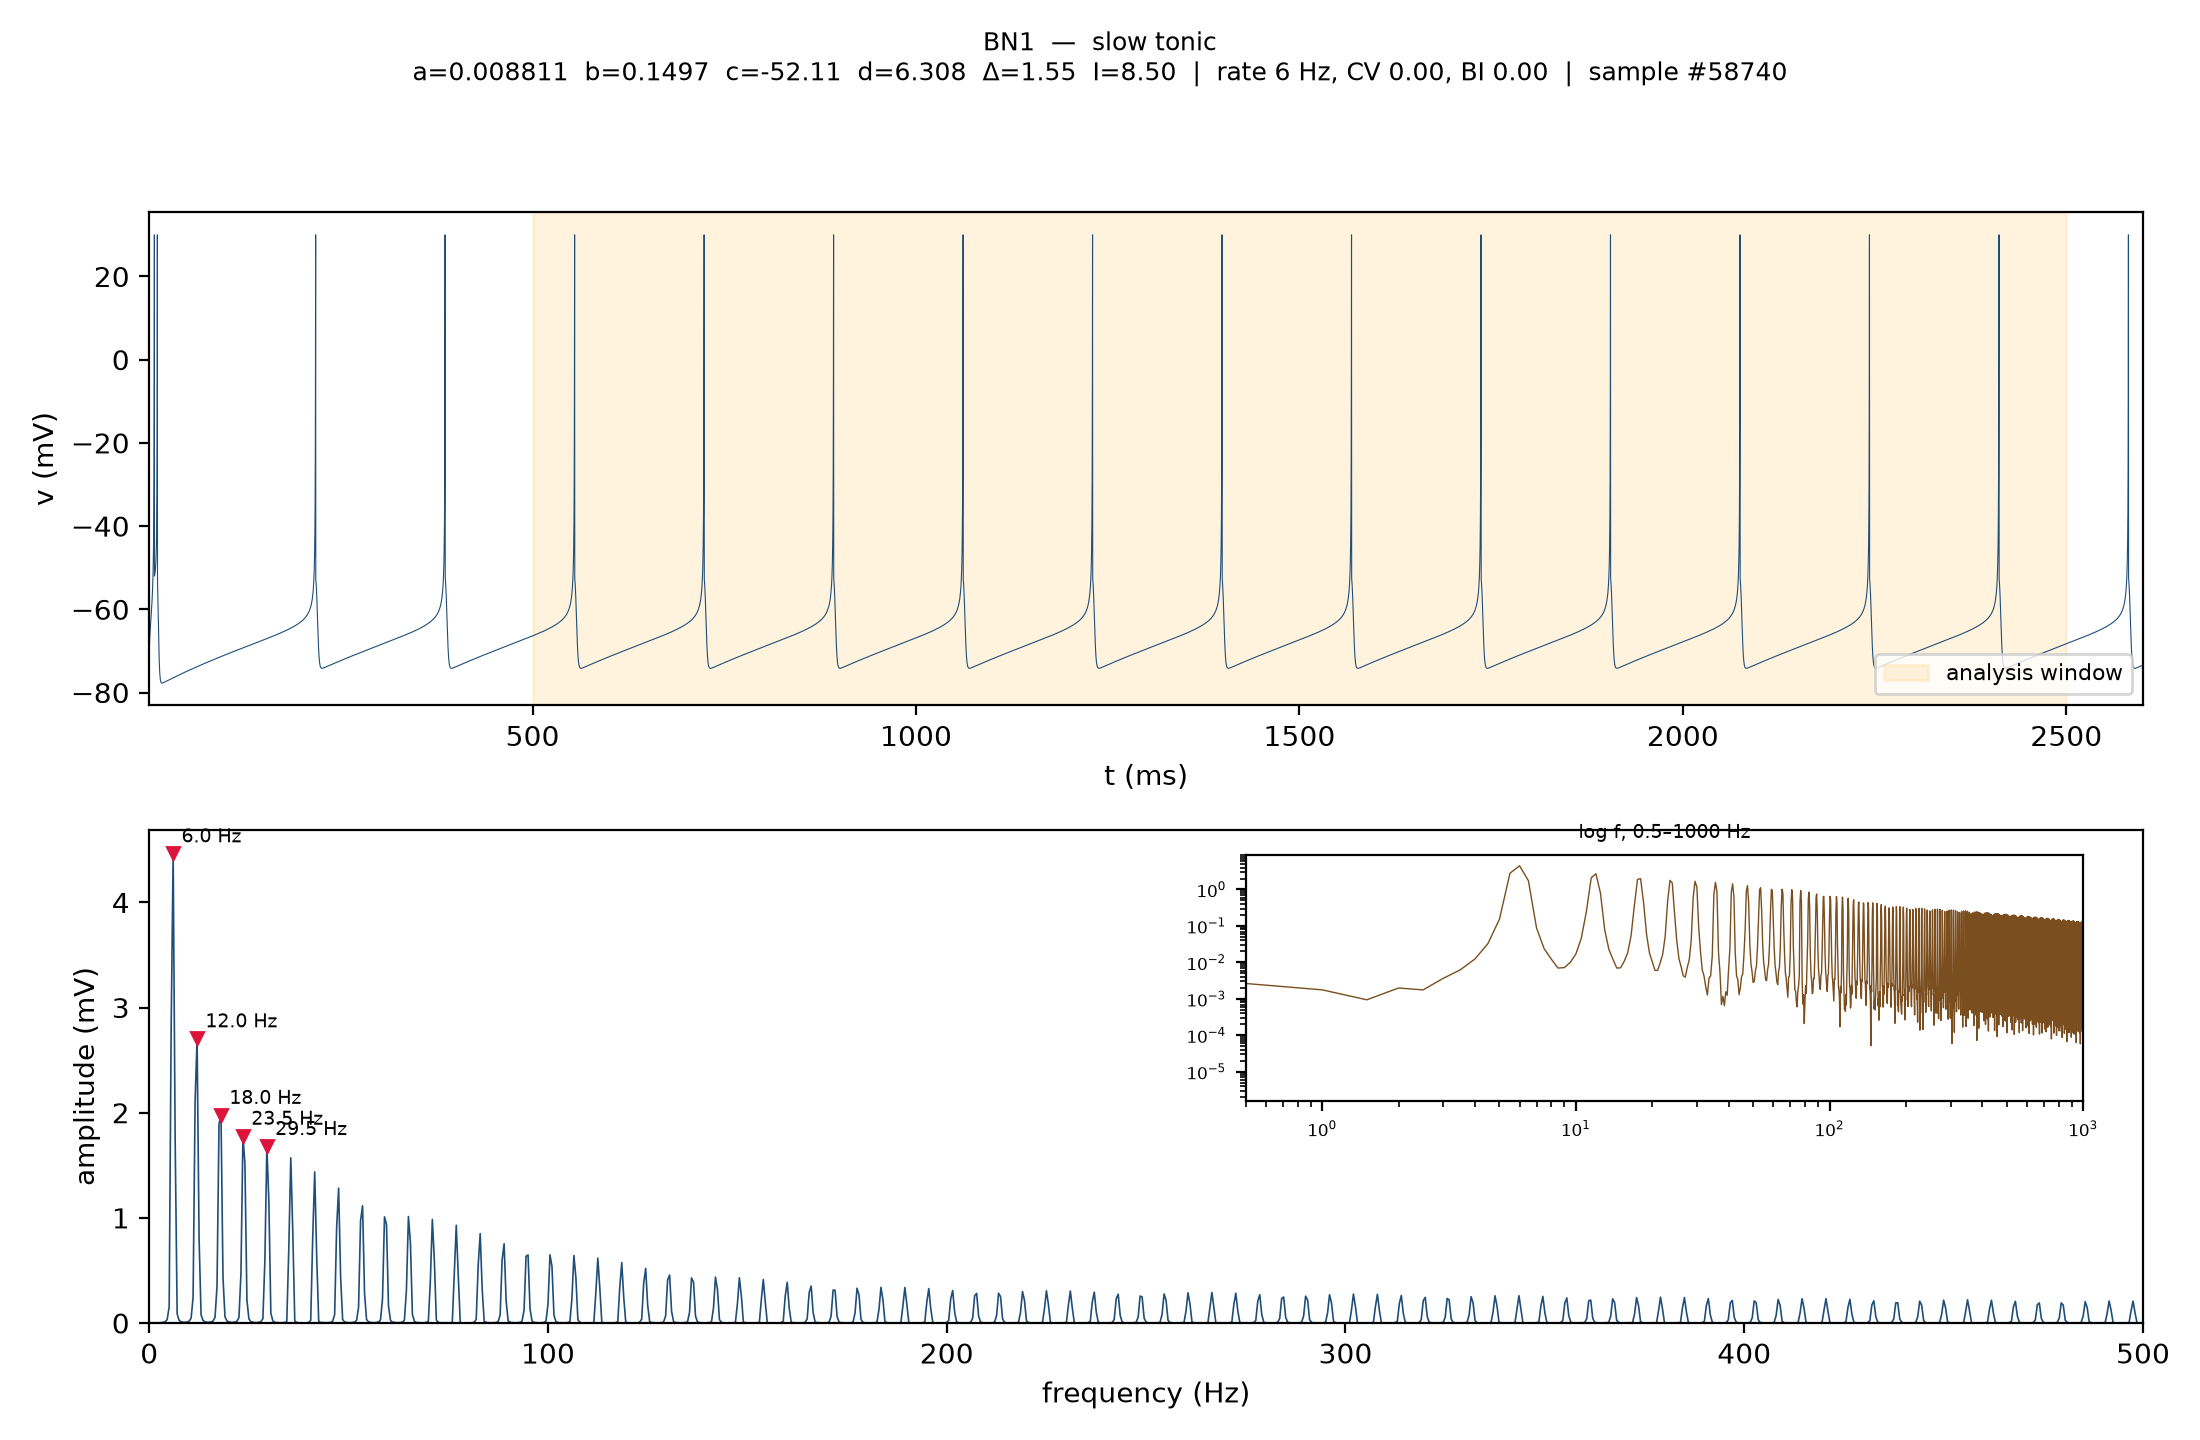 BN1 — slow tonic
a=0.008811 b=0.1497 c=-52.11 d=6.308 Δ=1.55 I=8.50 | rate 6 Hz, CV 0.00, BI 0.00 | sample #58740
20
0
−20
−40
−60
−80
v (mV)
analysis window
500
1000
1500
2000
2500
t (ms)
6.0 Hz
12.0 Hz
18.0 Hz
23.5 Hz
29.5 Hz
log f, 0.5–1000 Hz
10⁰
10⁻¹
10⁻²
10⁻³
10⁻⁴
10⁻⁵
10⁰
10¹
10²
10³
4
3
2
1
0
amplitude (mV)
0
100
200
300
400
500
frequency (Hz)